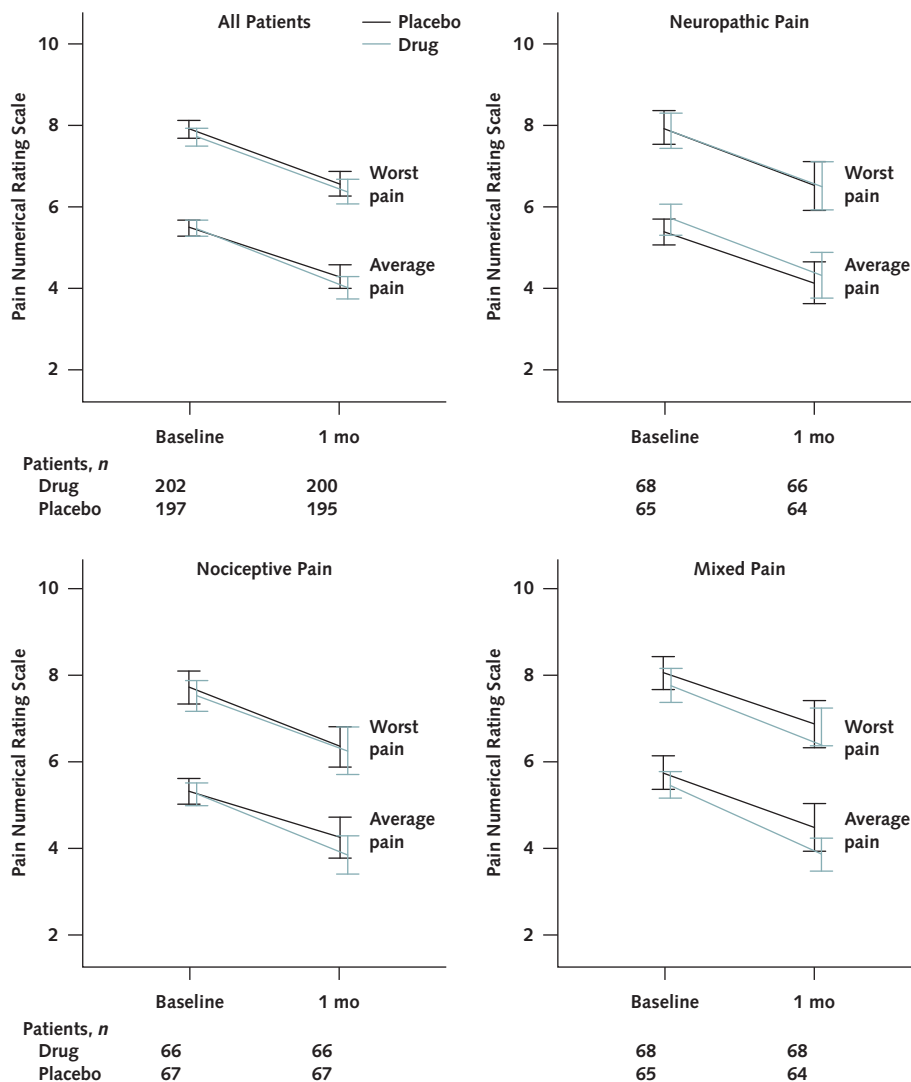 All Patients
Placebo
Drug
Pain Numerical Rating Scale
10
8
6
4
2
Worst
pain
Average
pain
Baseline 1 mo
Patients, n
Drug 202 200
Placebo 197 195
Neuropathic Pain
Pain Numerical Rating Scale
10
8
6
4
2
Worst
pain
Average
pain
Baseline 1 mo
68 66
65 64
Nociceptive Pain
Pain Numerical Rating Scale
10
8
6
4
2
Worst
pain
Average
pain
Baseline 1 mo
Patients, n
Drug 66 66
Placebo 67 67
Mixed Pain
Pain Numerical Rating Scale
10
8
6
4
2
Worst
pain
Average
pain
Baseline 1 mo
68 68
65 64